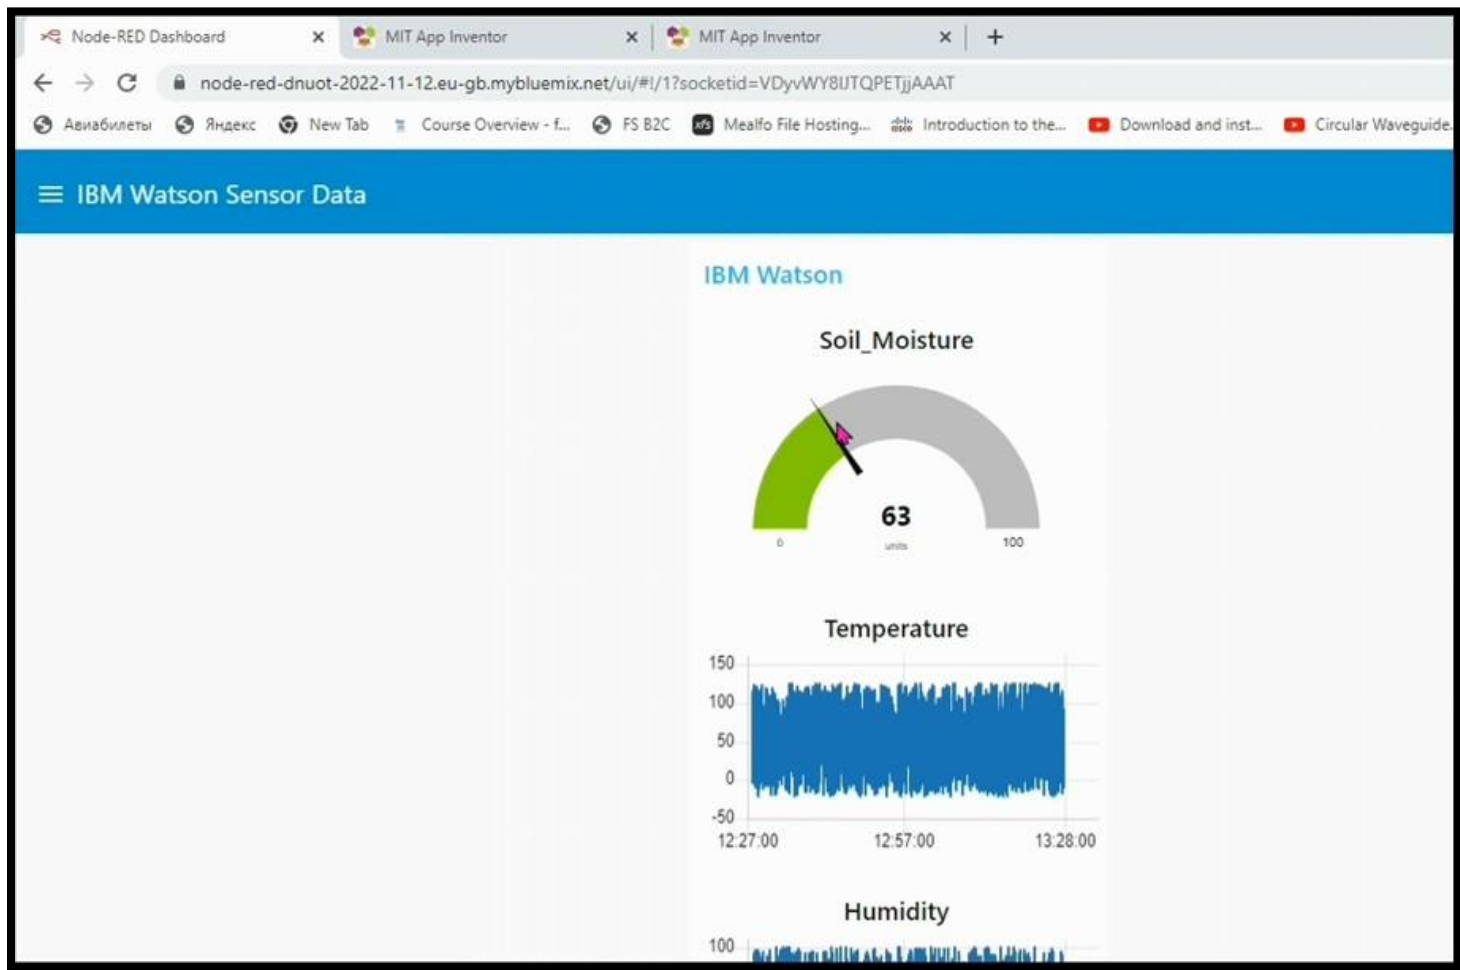 Node-RED Dashboard
MIT App Inventor
MIT App Inventor
node-red-dnuot-2022-11-12.eu-gb.mybluemix.net/ui/#!/1?socketid=VDyvWY8IJTQPETjjAAAT
Авиабилеты
Яндекс
New Tab
Course Overview - f...
FS B2C
xfs
Mealfo File Hosting...
cisco
Introduction to the...
Download and inst...
Circular Waveguide.
IBM Watson Sensor Data
IBM Watson
Soil_Moisture
63
0
units
100
Temperature
150
100
50
0
-50
12:27:00
12:57:00
13:28:00
Humidity
100